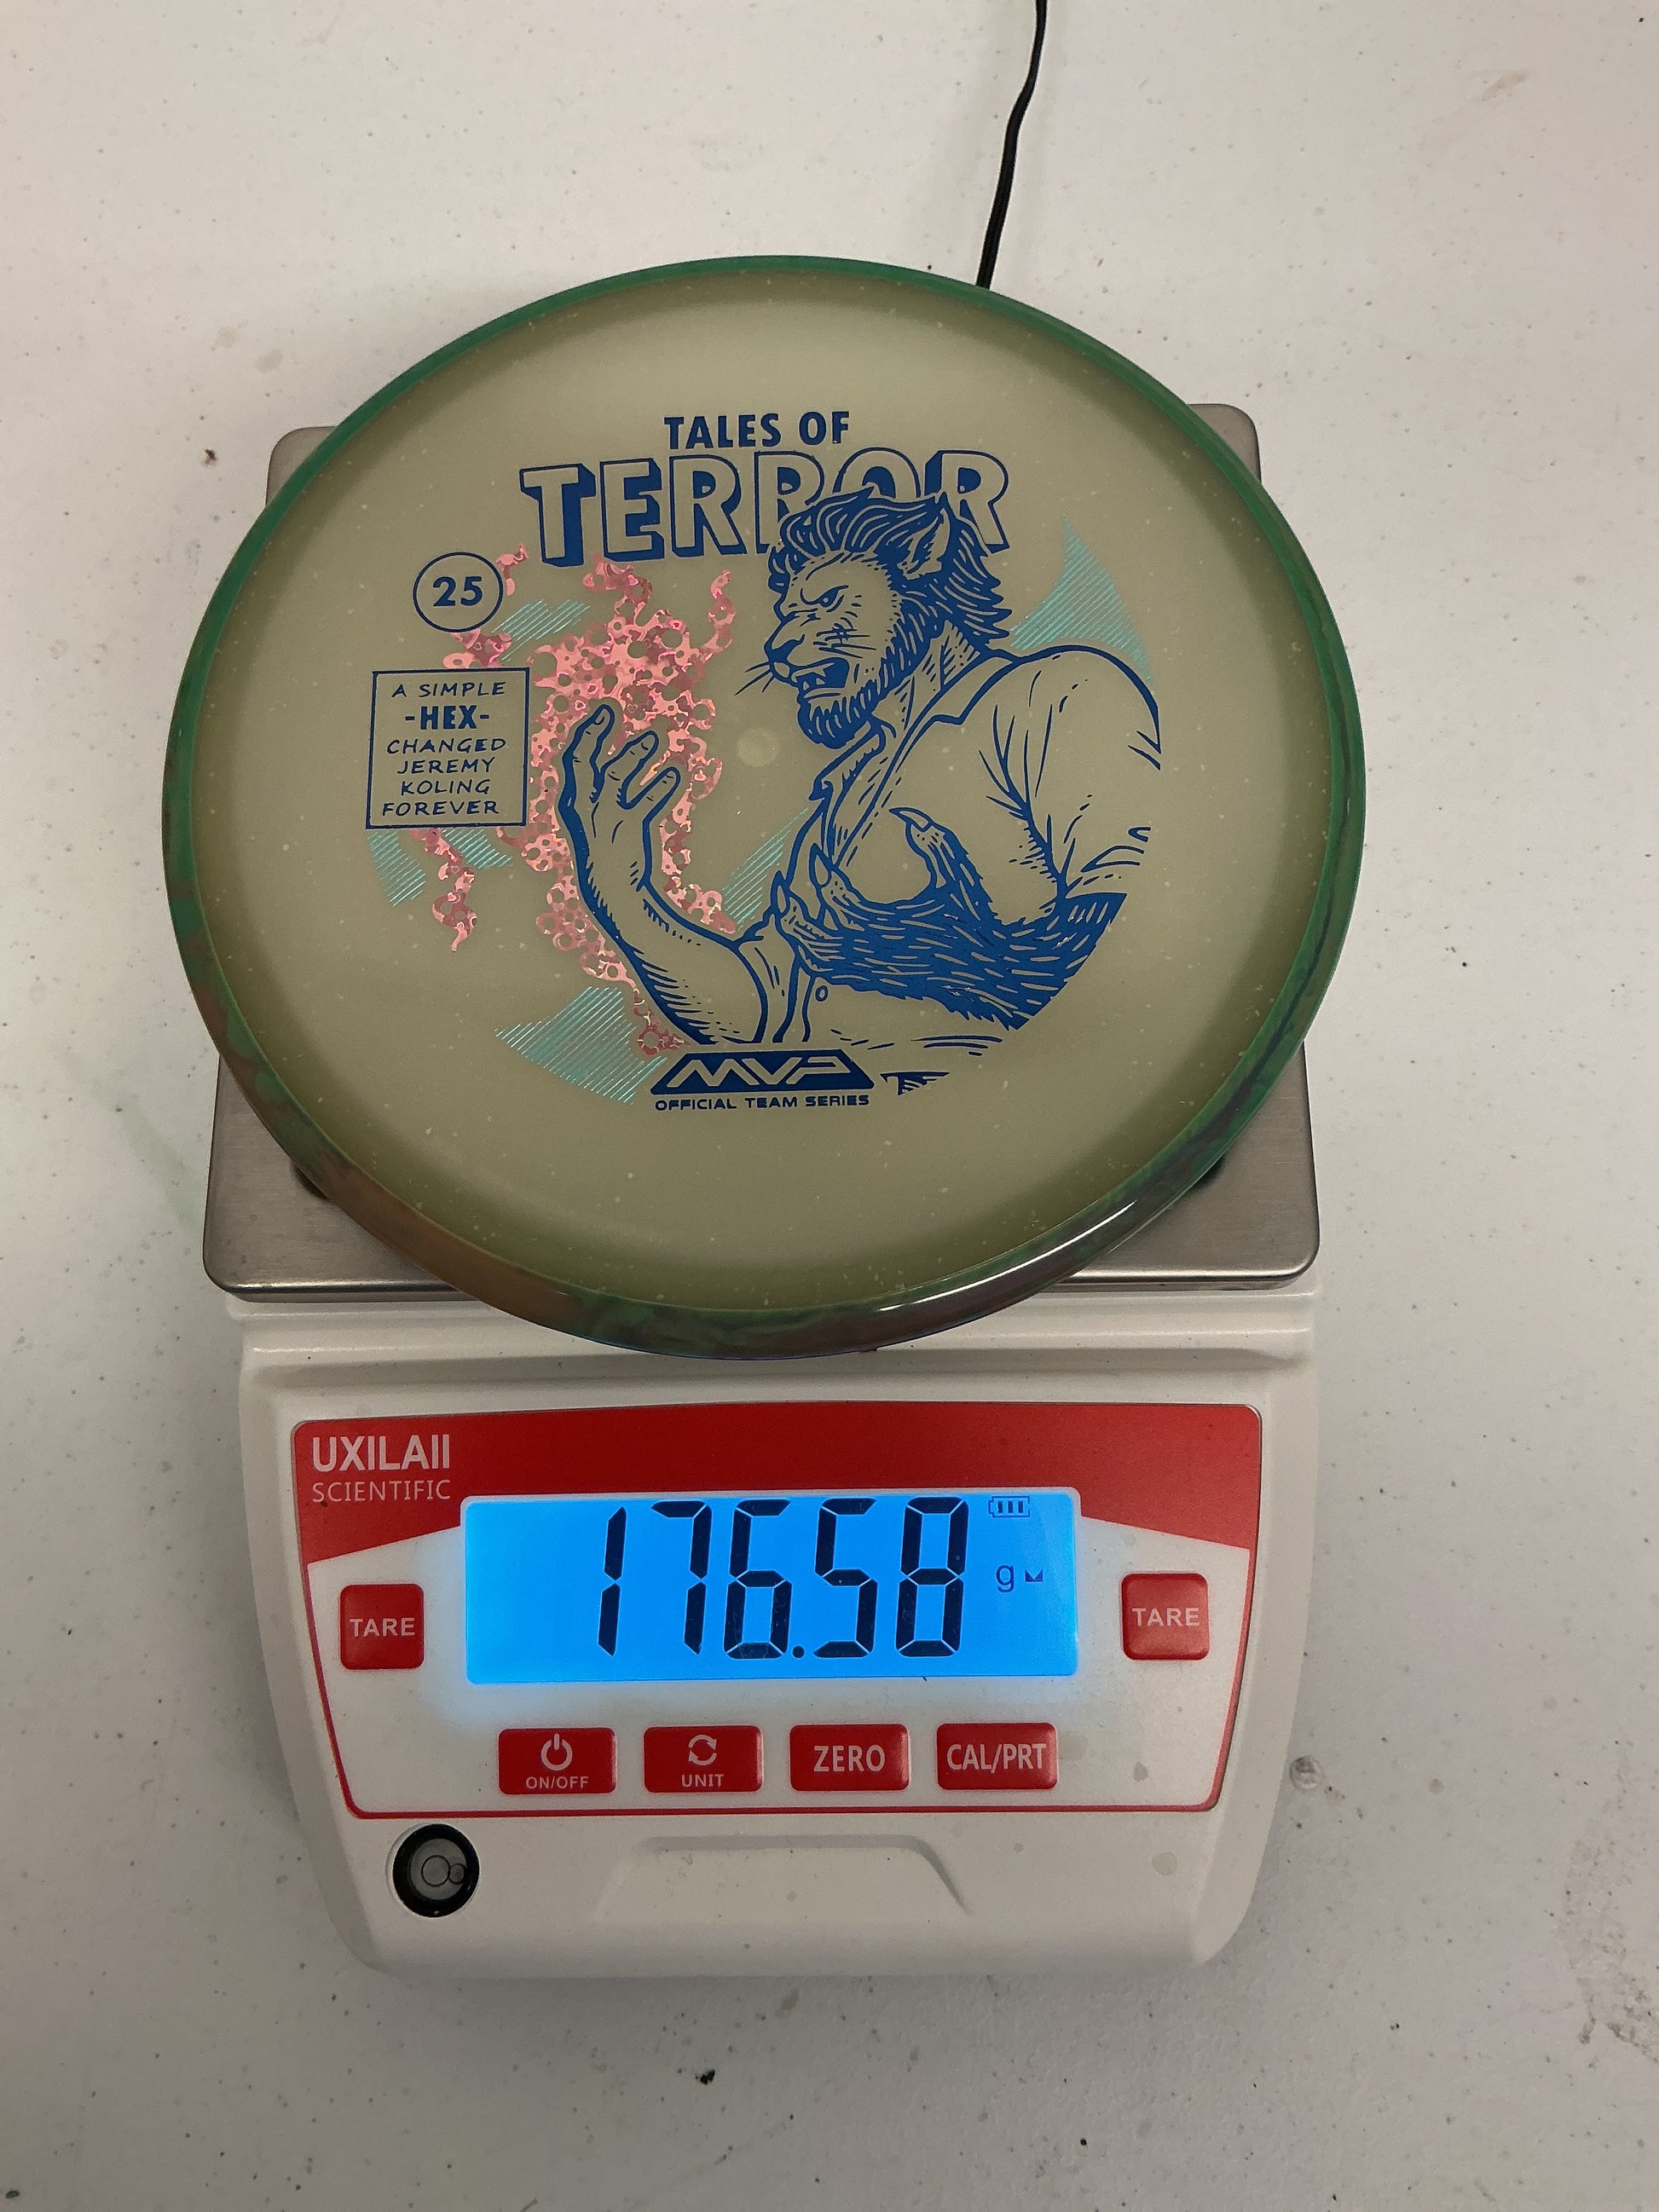 TALES OF
TERROR
25
A SIMPLE
-HEX-
CHANGED
JEREMY
KOLING
FOREVER
MVP
OFFICIAL TEAM SERIES
UXILAII
SCIENTIFIC
176.58 g
TARE
TARE
ON/OFF
UNIT
ZERO
CAL/PRT